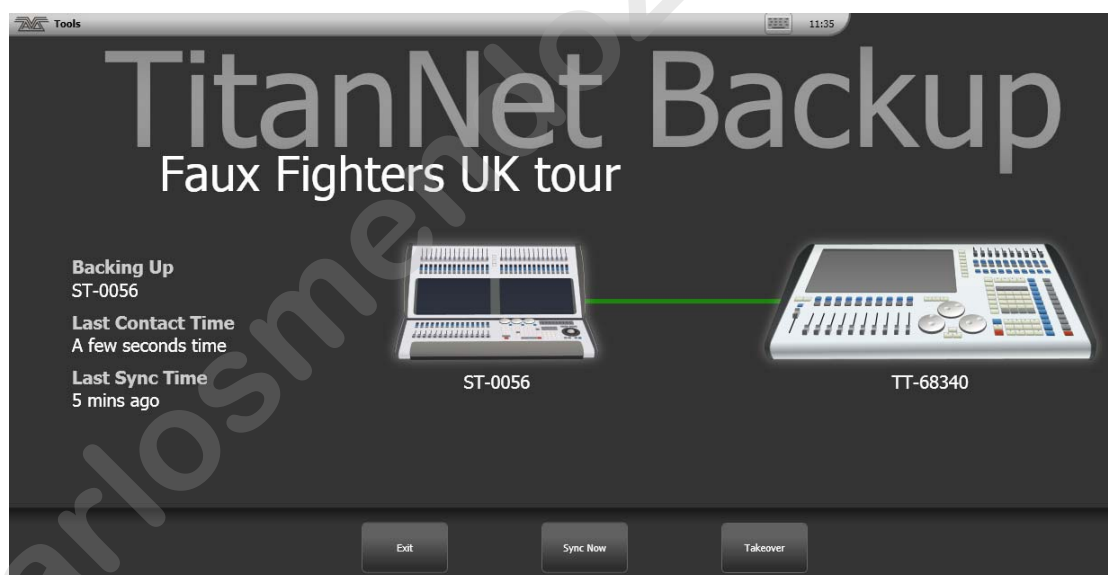 Tools
11:35
TitanNet Backup
Faux Fighters UK tour
Backing Up
ST-0056
Last Contact Time
A few seconds time
Last Sync Time
5 mins ago
ST-0056
TT-68340
Exit
Sync Now
Takeover